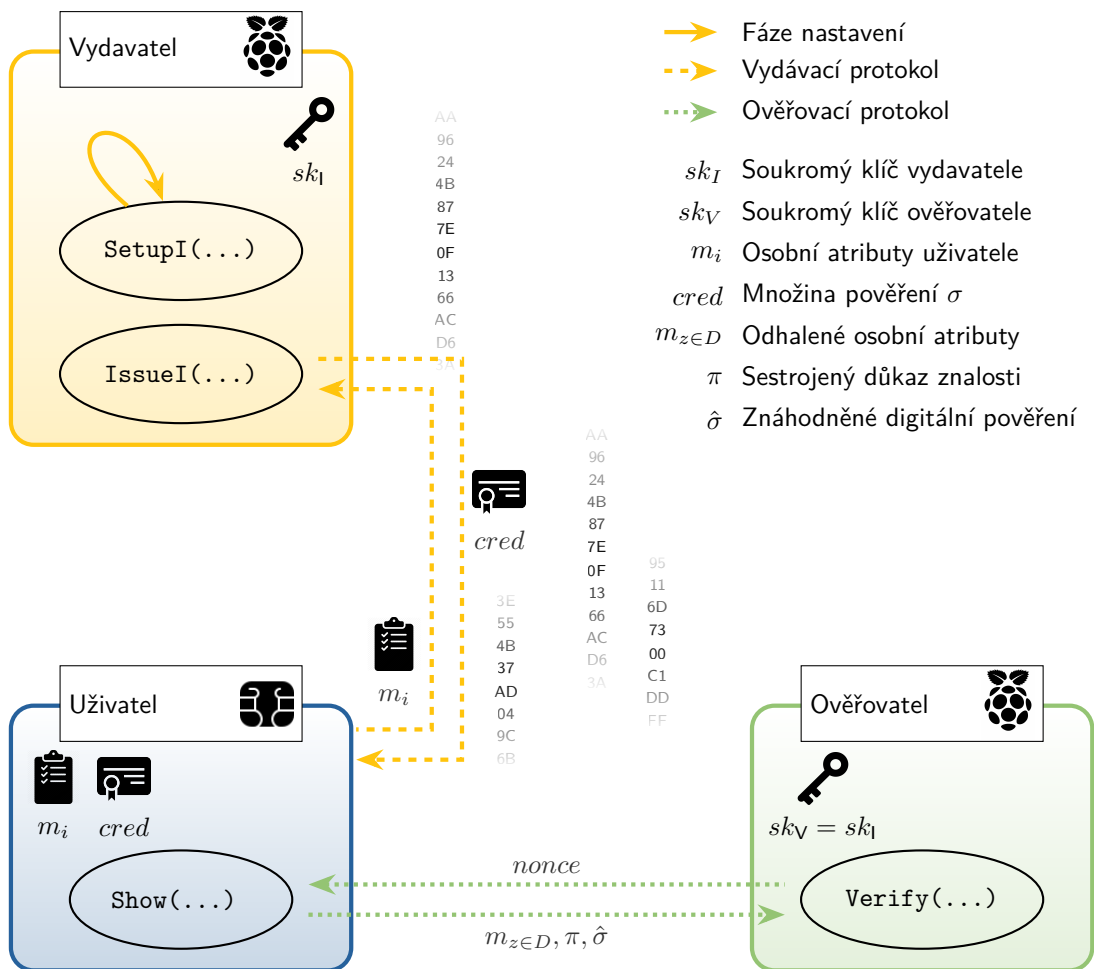 Vydavatel
sk_I
SetupI(...)
IssueI(...)
Fáze nastavení
Vydávací protokol
Ověřovací protokol
sk_I Soukromý klíč vydavatele
sk_V Soukromý klíč ověřovatele
m_i Osobní atributy uživatele
cred Množina pověření σ
m_{z∈D} Odhalené osobní atributy
π Sestrojený důkaz znalosti
σ̂ Znáhodněné digitální pověření
AA
96
24
4B
87
7E
0F
13
66
AC
D6
3A
cred
m_i
AA
96
24
4B
87
7E
0F
13
66
AC
D6
3A
3E
55
4B
37
AD
04
9C
6B
95
11
6D
73
00
C1
DD
FF
Uživatel
m_i cred
Show(...)
nonce
m_{z∈D}, π, σ̂
Ověřovatel
sk_V = sk_I
Verify(...)